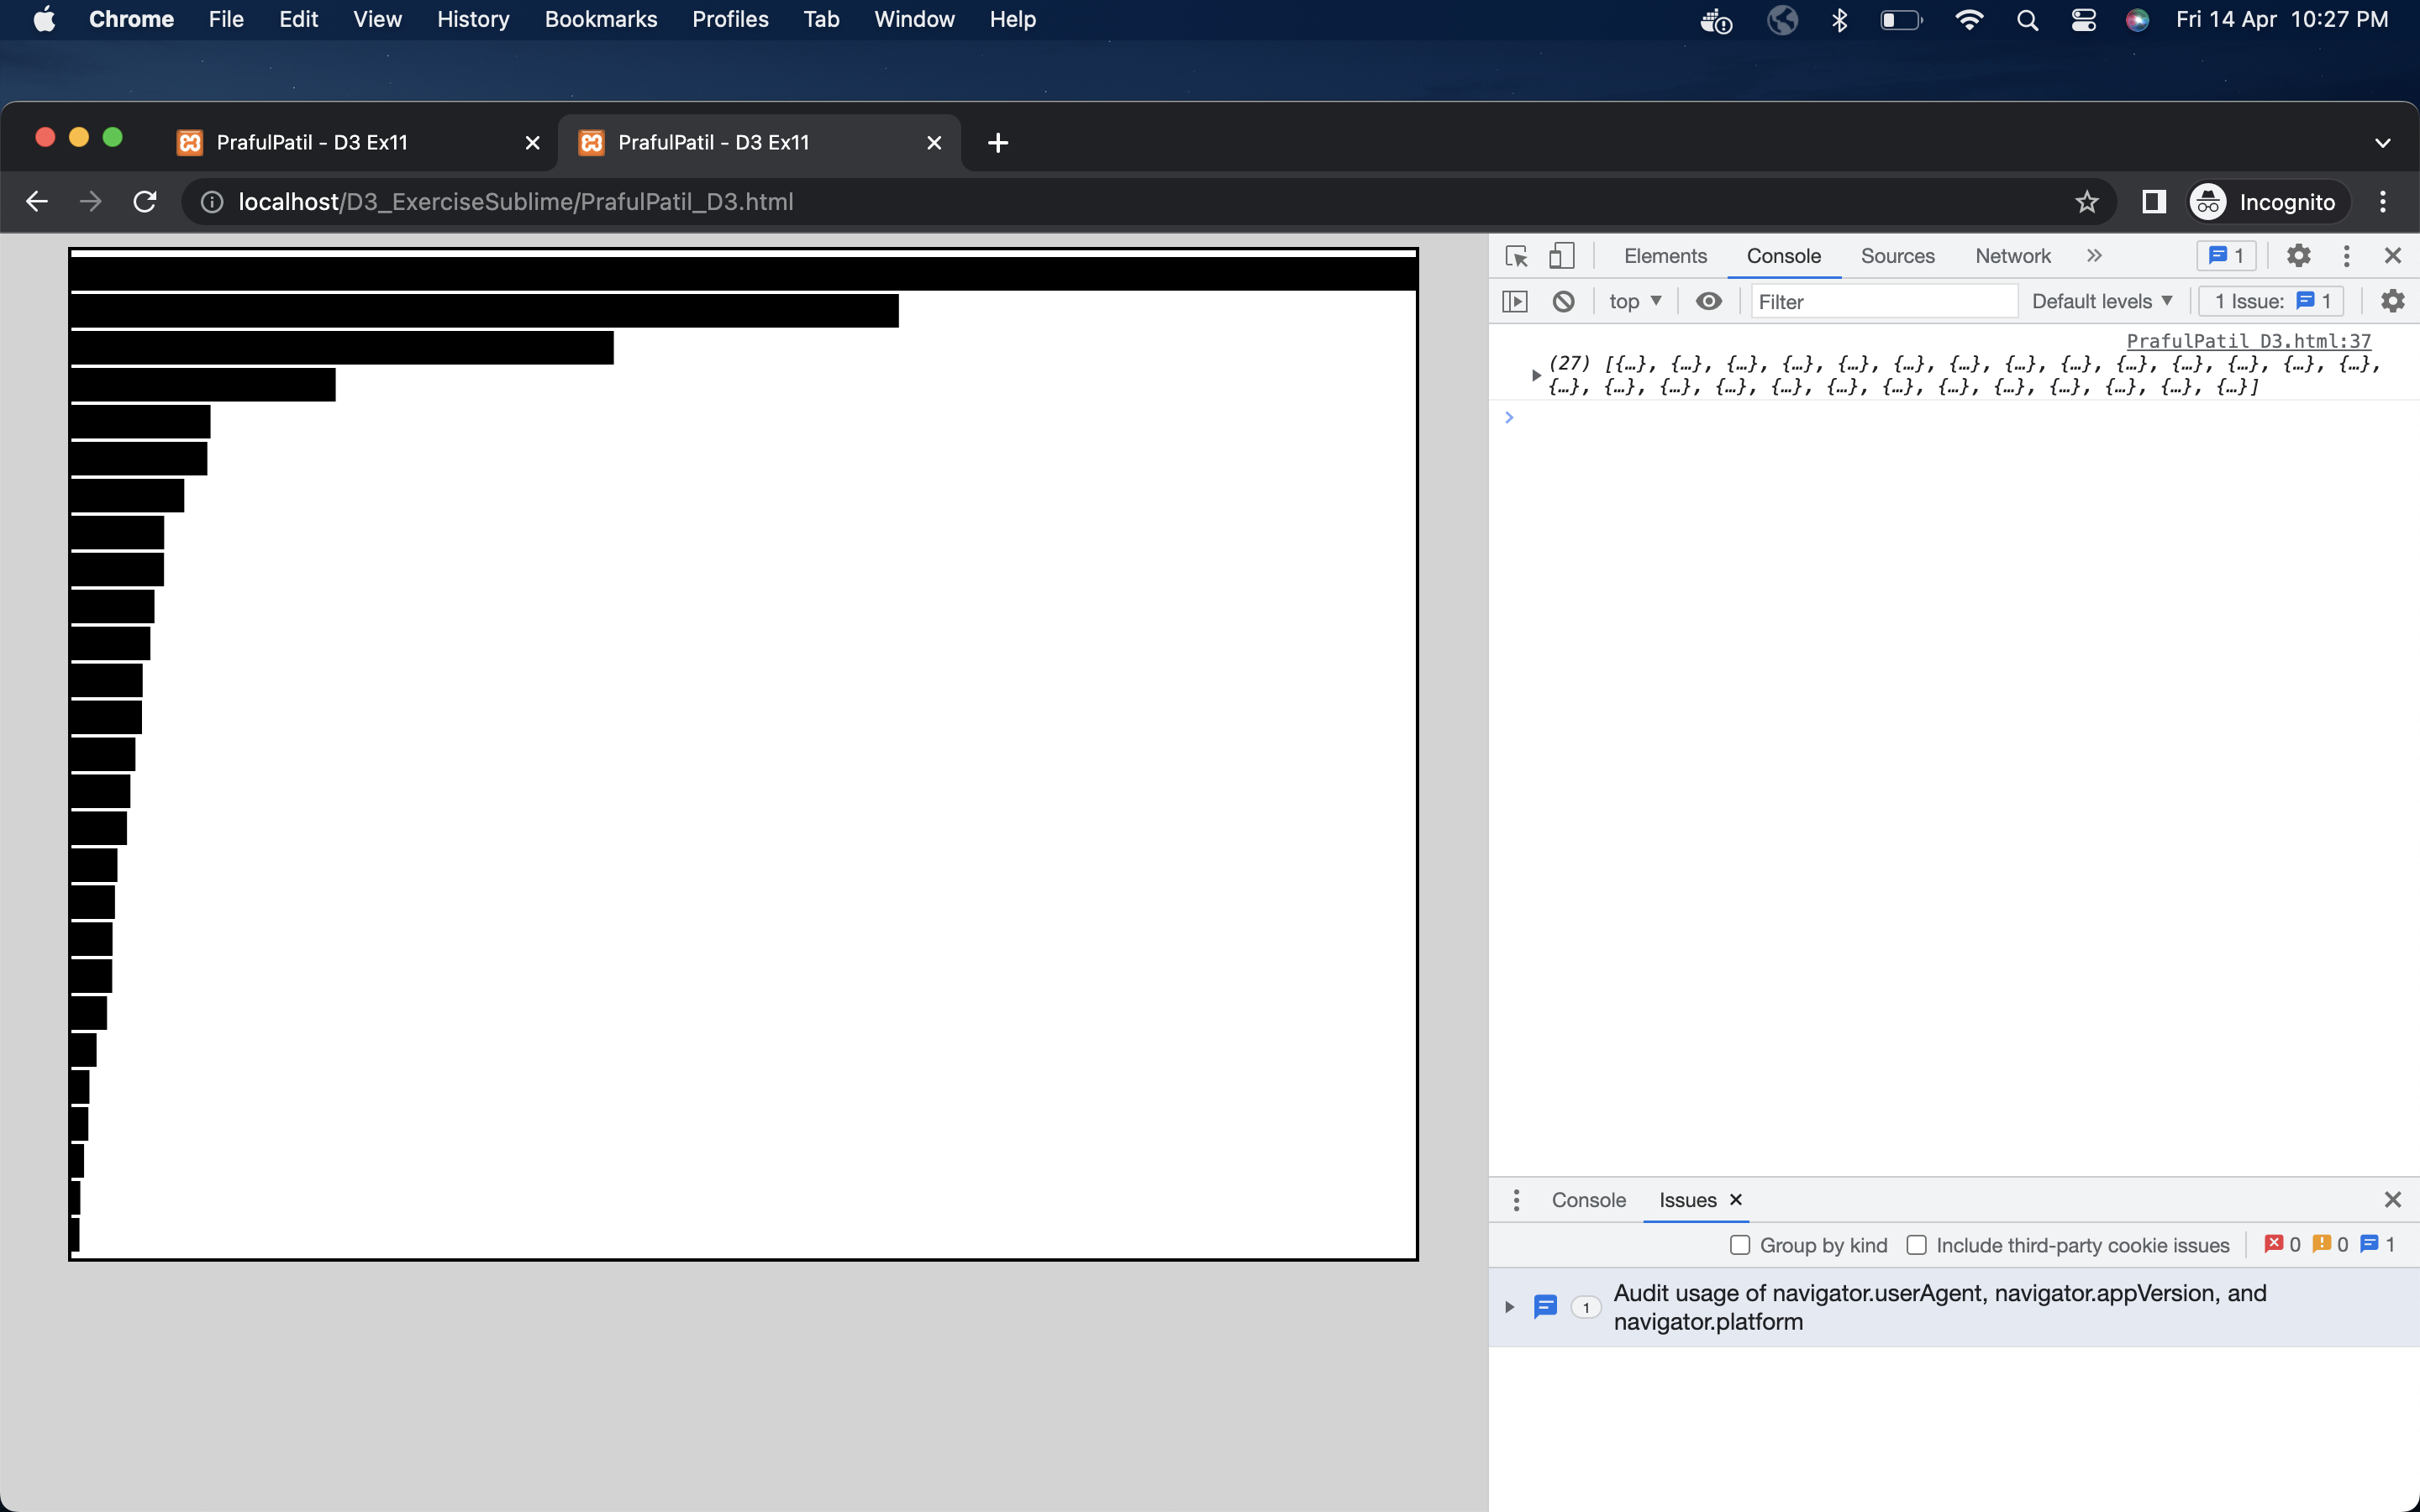 Chrome File Edit View History Bookmarks Profiles Tab Window Help Fri 14 Apr 10:27 PM
PrafulPatil - D3 Ex11 PrafulPatil - D3 Ex11
localhost/D3_ExerciseSublime/PrafulPatil_D3.html Incognito
Elements Console Sources Network 1
top Filter Default levels 1 Issue: 1
PrafulPatil_D3.html:37
(27) [{…}, {…}, {…}, {…}, {…}, {…}, {…}, {…}, {…}, {…}, {…}, {…}, {…}, {…},
{…}, {…}, {…}, {…}, {…}, {…}, {…}, {…}, {…}, {…}, {…}, {…}, {…}]
Console Issues
Group by kind Include third-party cookie issues 0 0 1
1 Audit usage of navigator.userAgent, navigator.appVersion, and
navigator.platform